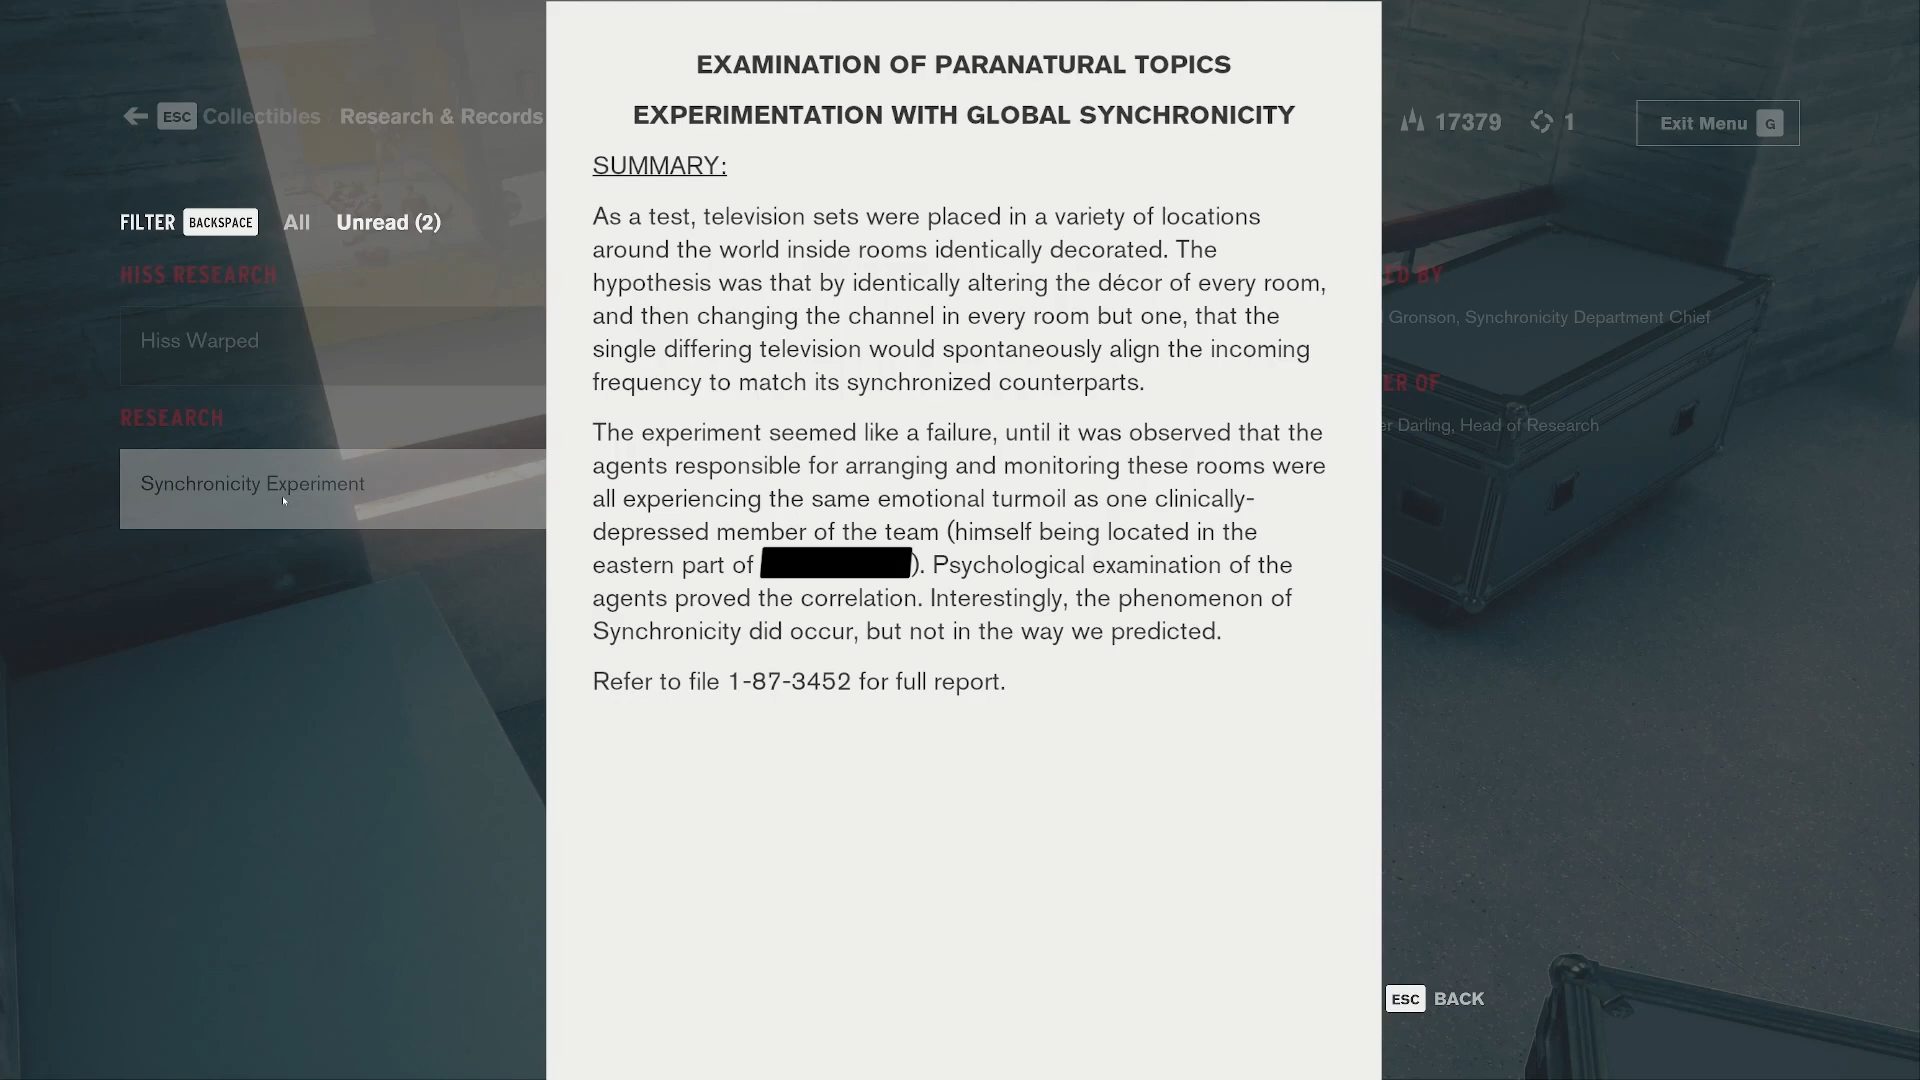 EXAMINATION OF PARANATURAL TOPICS
EXPERIMENTATION WITH GLOBAL SYNCHRONICITY
ESC Collectibles Research & Records
17379 1 Exit Menu G
SUMMARY:
FILTER BACKSPACE All Unread (2)
As a test, television sets were placed in a variety of locations
around the world inside rooms identically decorated. The
hypothesis was that by identically altering the décor of every room,
and then changing the channel in every room but one, that the
single differing television would spontaneously align the incoming
frequency to match its synchronized counterparts.
The experiment seemed like a failure, until it was observed that the
agents responsible for arranging and monitoring these rooms were
all experiencing the same emotional turmoil as one clinically-
depressed member of the team (himself being located in the
eastern part of ). Psychological examination of the
agents proved the correlation. Interestingly, the phenomenon of
Synchronicity did occur, but not in the way we predicted.
Refer to file 1-87-3452 for full report.
HISS RESEARCH
Hiss Warped
RESEARCH
Synchronicity Experiment
ED BY
Gronson, Synchronicity Department Chief
ER OF
er Darling, Head of Research
ESC BACK